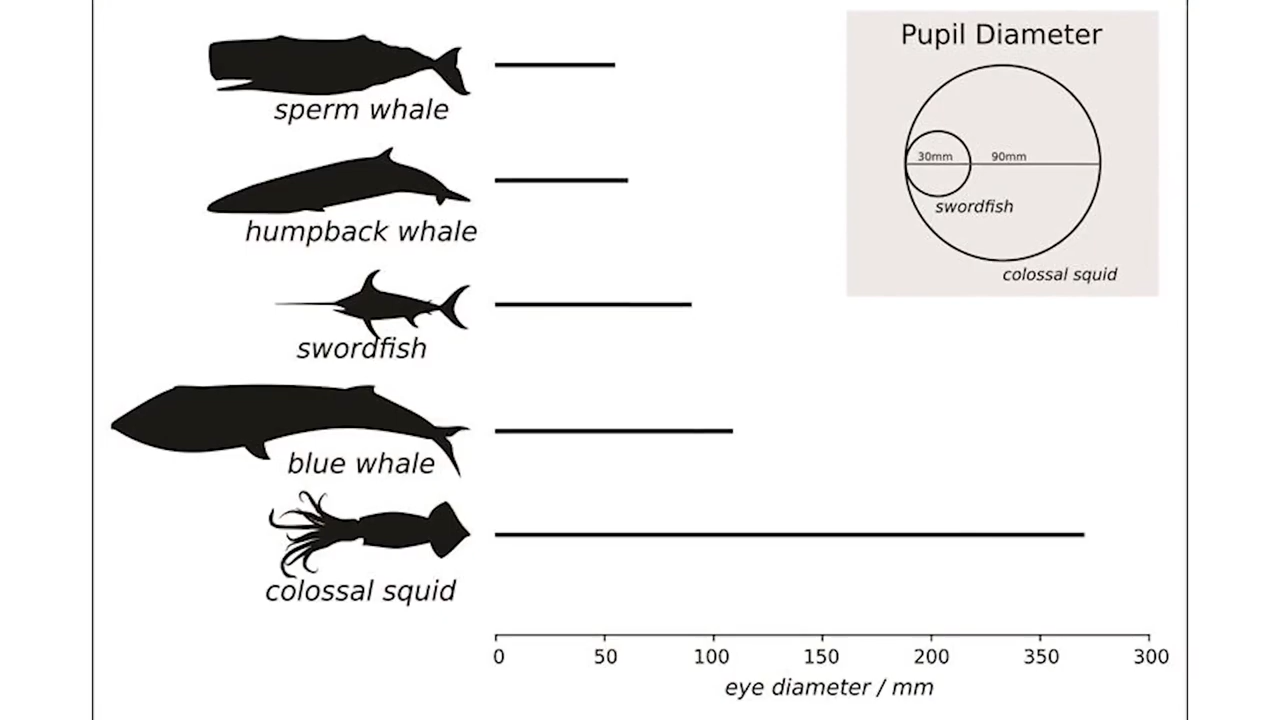 Pupil Diameter
30mm
90mm
swordfish
colossal squid
sperm whale
humpback whale
swordfish
blue whale
colossal squid
0 50 100 150 200 350 300
eye diameter / mm